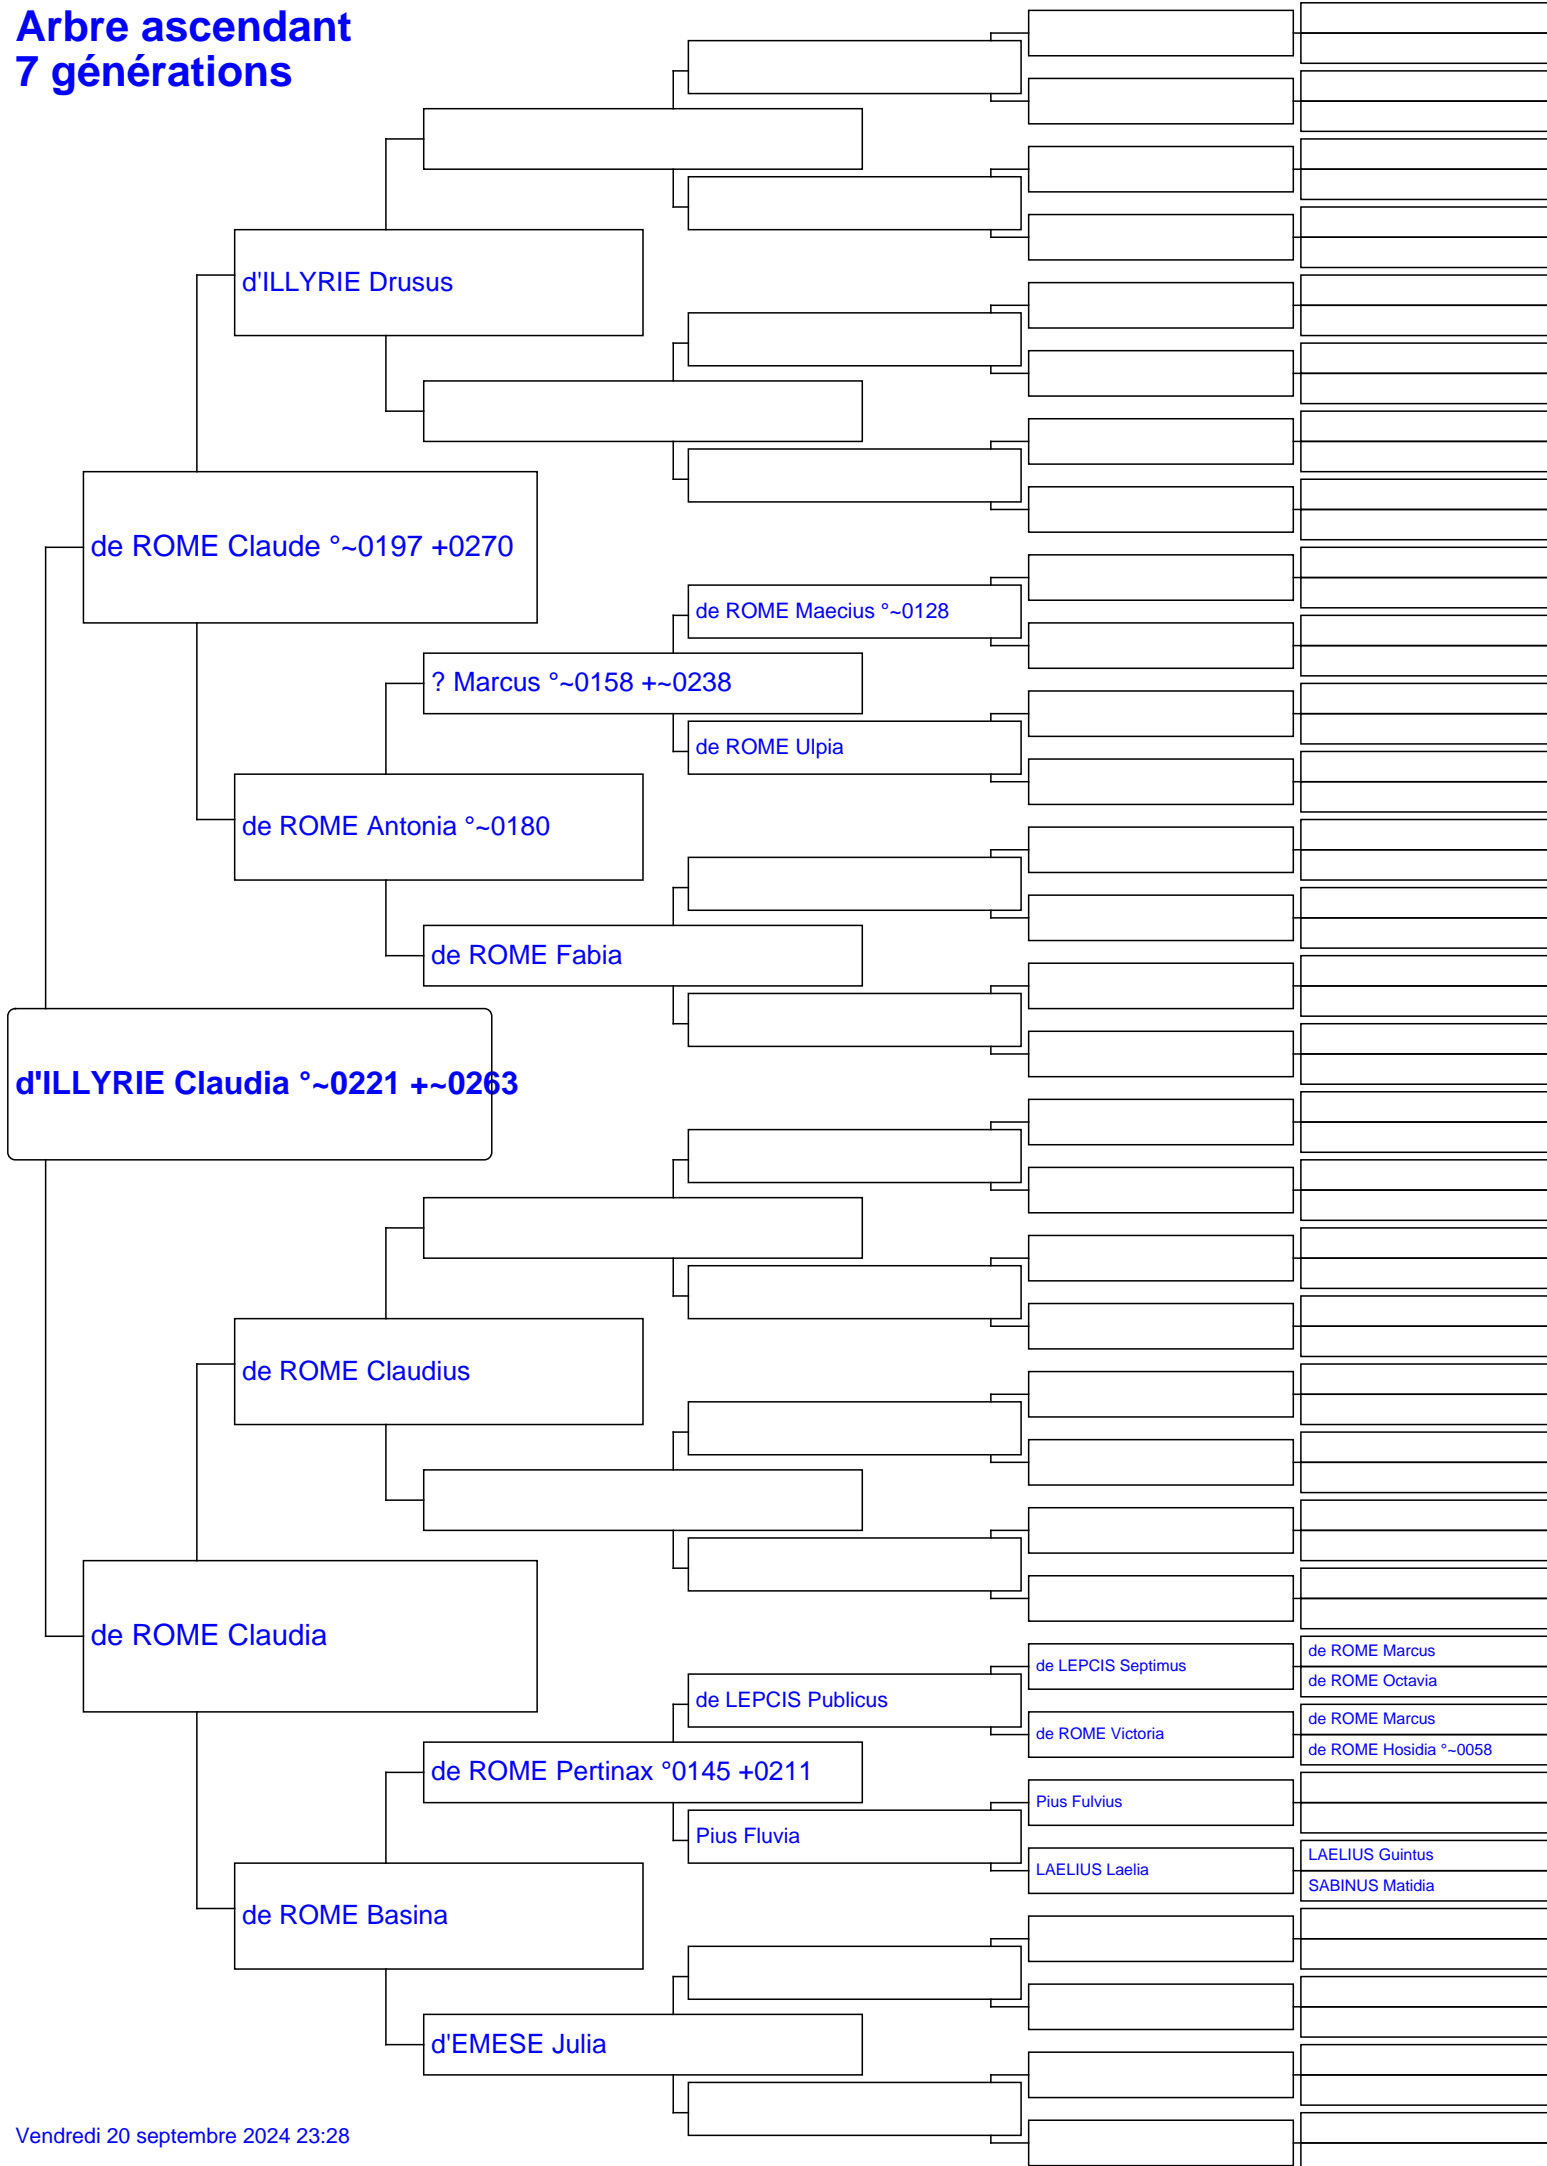 Arbre ascendant
7 générations
d'ILLYRIE Drusus
de ROME Claude °~0197 +0270
de ROME Maecius °~0128
? Marcus °~0158 +~0238
de ROME Ulpia
de ROME Antonia °~0180
de ROME Fabia
d'ILLYRIE Claudia °~0221 +~0263
de ROME Claudius
de ROME Claudia
de ROME Marcus
de LEPCIS Septimus
de ROME Octavia
de LEPCIS Publicus
de ROME Marcus
de ROME Victoria
de ROME Hosidia °~0058
de ROME Pertinax °0145 +0211
Pius Fulvius
Pius Fluvia
LAELIUS Guintus
LAELIUS Laelia
SABINUS Matidia
de ROME Basina
d'EMESE Julia
Vendredi 20 septembre 2024 23:28